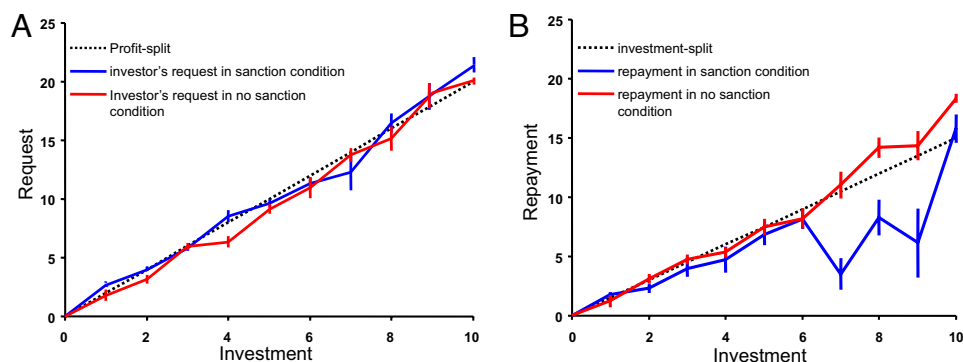 A
25
20
15
10
5
0
Request
Profit-split
investor's request in sanction condition
Investor's request in no sanction
condition
0 2 4 6 8 10
Investment
B
25
20
15
10
5
0
Repayment
investment-split
repayment in sanction condition
repayment in no sanction
condition
0 2 4 6 8 10
Investment